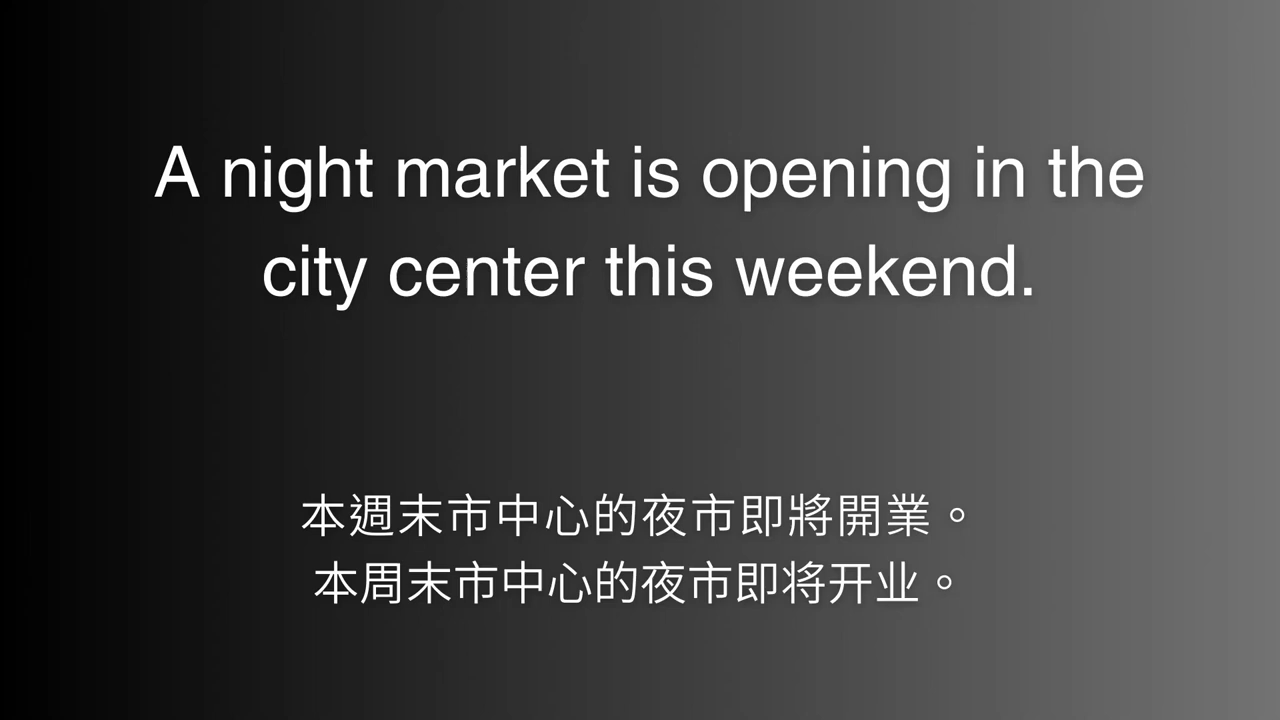 A night market is opening in the
city center this weekend.
本週末市中心的夜市即將開業。
本周末市中心的夜市即将开业。